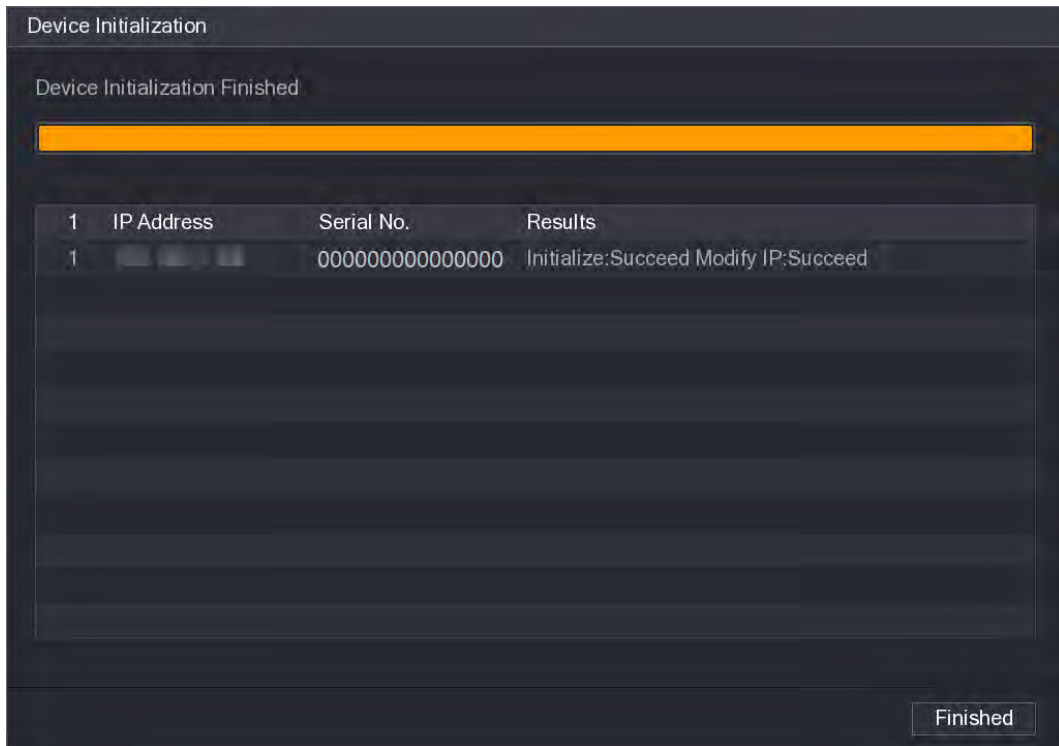 Device Initialization
Device Initialization Finished
1 IP Address Serial No. Results
1 000000000000000 Initialize:Succeed Modify IP:Succeed
Finished